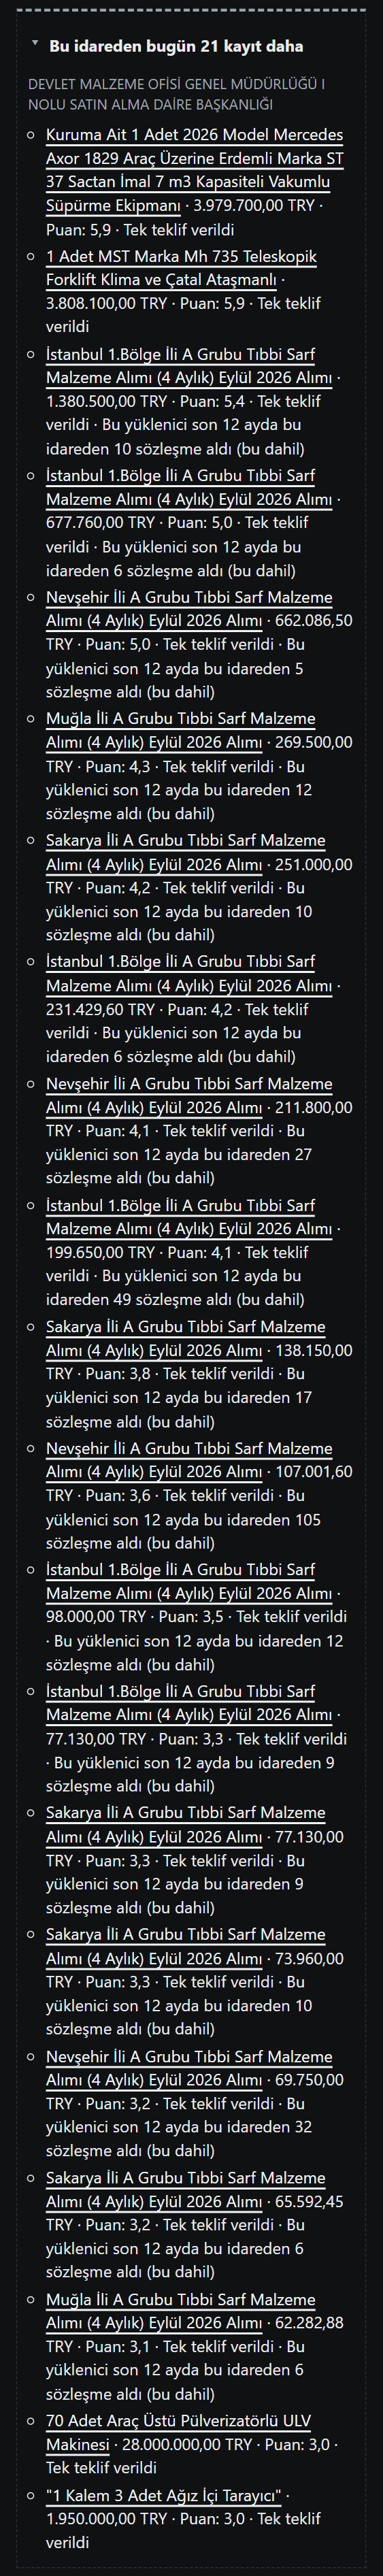 Bu idareden bugün 21 kayıt daha
DEVLET MALZEME OFİSİ GENEL MÜDÜRLÜĞÜ I
NOLU SATIN ALMA DAİRE BAŞKANLIĞI
Kuruma Ait 1 Adet 2026 Model Mercedes
Axor 1829 Araç Üzerine Erdemli Marka ST
37 Sactan İmal 7 m3 Kapasiteli Vakumlu
Süpürme Ekipmanı · 3.979.700,00 TRY ·
Puan: 5,9 · Tek teklif verildi
1 Adet MST Marka Mh 735 Teleskopik
Forklift Klima ve Çatal Ataşmanlı ·
3.808.100,00 TRY · Puan: 5,9 · Tek teklif
verildi
İstanbul 1.Bölge İli A Grubu Tıbbi Sarf
Malzeme Alımı (4 Aylık) Eylül 2026 Alımı ·
1.380.500,00 TRY · Puan: 5,4 · Tek teklif
verildi · Bu yüklenici son 12 ayda bu
idareden 10 sözleşme aldı (bu dahil)
İstanbul 1.Bölge İli A Grubu Tıbbi Sarf
Malzeme Alımı (4 Aylık) Eylül 2026 Alımı ·
677.760,00 TRY · Puan: 5,0 · Tek teklif
verildi · Bu yüklenici son 12 ayda bu
idareden 6 sözleşme aldı (bu dahil)
Nevşehir İli A Grubu Tıbbi Sarf Malzeme
Alımı (4 Aylık) Eylül 2026 Alımı · 662.086,50
TRY · Puan: 5,0 · Tek teklif verildi · Bu
yüklenici son 12 ayda bu idareden 5
sözleşme aldı (bu dahil)
Muğla İli A Grubu Tıbbi Sarf Malzeme
Alımı (4 Aylık) Eylül 2026 Alımı · 269.500,00
TRY · Puan: 4,3 · Tek teklif verildi · Bu
yüklenici son 12 ayda bu idareden 12
sözleşme aldı (bu dahil)
Sakarya İli A Grubu Tıbbi Sarf Malzeme
Alımı (4 Aylık) Eylül 2026 Alımı · 251.000,00
TRY · Puan: 4,2 · Tek teklif verildi · Bu
yüklenici son 12 ayda bu idareden 10
sözleşme aldı (bu dahil)
İstanbul 1.Bölge İli A Grubu Tıbbi Sarf
Malzeme Alımı (4 Aylık) Eylül 2026 Alımı ·
231.429,60 TRY · Puan: 4,2 · Tek teklif
verildi · Bu yüklenici son 12 ayda bu
idareden 6 sözleşme aldı (bu dahil)
Nevşehir İli A Grubu Tıbbi Sarf Malzeme
Alımı (4 Aylık) Eylül 2026 Alımı · 211.800,00
TRY · Puan: 4,1 · Tek teklif verildi · Bu
yüklenici son 12 ayda bu idareden 27
sözleşme aldı (bu dahil)
İstanbul 1.Bölge İli A Grubu Tıbbi Sarf
Malzeme Alımı (4 Aylık) Eylül 2026 Alımı ·
199.650,00 TRY · Puan: 4,1 · Tek teklif
verildi · Bu yüklenici son 12 ayda bu
idareden 49 sözleşme aldı (bu dahil)
Sakarya İli A Grubu Tıbbi Sarf Malzeme
Alımı (4 Aylık) Eylül 2026 Alımı · 138.150,00
TRY · Puan: 3,8 · Tek teklif verildi · Bu
yüklenici son 12 ayda bu idareden 17
sözleşme aldı (bu dahil)
Nevşehir İli A Grubu Tıbbi Sarf Malzeme
Alımı (4 Aylık) Eylül 2026 Alımı · 107.001,60
TRY · Puan: 3,6 · Tek teklif verildi · Bu
yüklenici son 12 ayda bu idareden 105
sözleşme aldı (bu dahil)
İstanbul 1.Bölge İli A Grubu Tıbbi Sarf
Malzeme Alımı (4 Aylık) Eylül 2026 Alımı ·
98.000,00 TRY · Puan: 3,5 · Tek teklif verildi
· Bu yüklenici son 12 ayda bu idareden 12
sözleşme aldı (bu dahil)
İstanbul 1.Bölge İli A Grubu Tıbbi Sarf
Malzeme Alımı (4 Aylık) Eylül 2026 Alımı ·
77.130,00 TRY · Puan: 3,3 · Tek teklif verildi
· Bu yüklenici son 12 ayda bu idareden 9
sözleşme aldı (bu dahil)
Sakarya İli A Grubu Tıbbi Sarf Malzeme
Alımı (4 Aylık) Eylül 2026 Alımı · 77.130,00
TRY · Puan: 3,3 · Tek teklif verildi · Bu
yüklenici son 12 ayda bu idareden 9
sözleşme aldı (bu dahil)
Sakarya İli A Grubu Tıbbi Sarf Malzeme
Alımı (4 Aylık) Eylül 2026 Alımı · 73.960,00
TRY · Puan: 3,3 · Tek teklif verildi · Bu
yüklenici son 12 ayda bu idareden 10
sözleşme aldı (bu dahil)
Nevşehir İli A Grubu Tıbbi Sarf Malzeme
Alımı (4 Aylık) Eylül 2026 Alımı · 69.750,00
TRY · Puan: 3,2 · Tek teklif verildi · Bu
yüklenici son 12 ayda bu idareden 32
sözleşme aldı (bu dahil)
Sakarya İli A Grubu Tıbbi Sarf Malzeme
Alımı (4 Aylık) Eylül 2026 Alımı · 65.592,45
TRY · Puan: 3,2 · Tek teklif verildi · Bu
yüklenici son 12 ayda bu idareden 6
sözleşme aldı (bu dahil)
Muğla İli A Grubu Tıbbi Sarf Malzeme
Alımı (4 Aylık) Eylül 2026 Alımı · 62.282,88
TRY · Puan: 3,1 · Tek teklif verildi · Bu
yüklenici son 12 ayda bu idareden 6
sözleşme aldı (bu dahil)
70 Adet Araç Üstü Pülverizatörlü ULV
Makinesi · 28.000.000,00 TRY · Puan: 3,0 ·
Tek teklif verildi
"1 Kalem 3 Adet Ağız İçi Tarayıcı" ·
1.950.000,00 TRY · Puan: 3,0 · Tek teklif
verildi